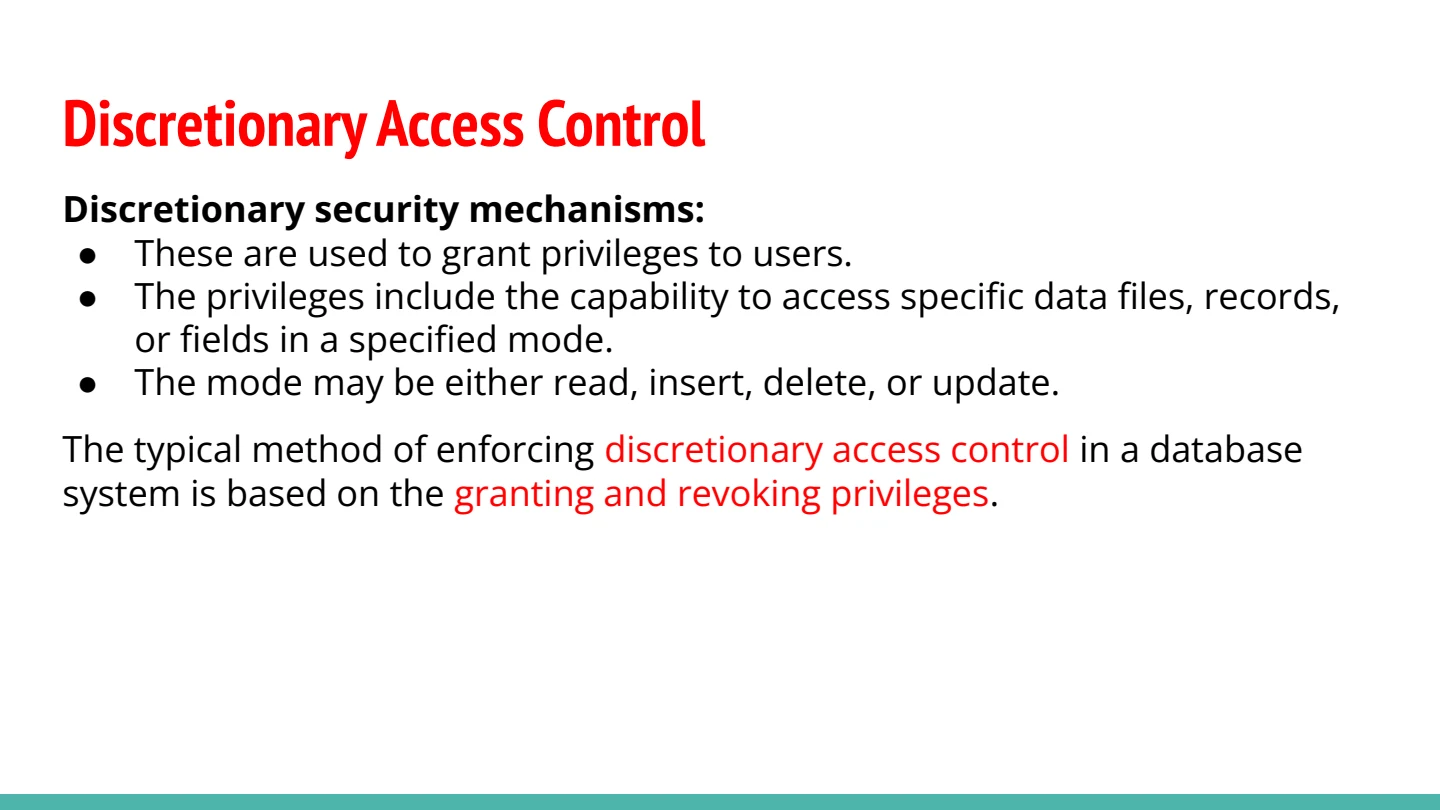 Discretionary Access Control
Discretionary security mechanisms:
● These are used to grant privileges to users.
● The privileges include the capability to access specific data files, records,
or fields in a specified mode.
● The mode may be either read, insert, delete, or update.
The typical method of enforcing discretionary access control in a database
system is based on the granting and revoking privileges.